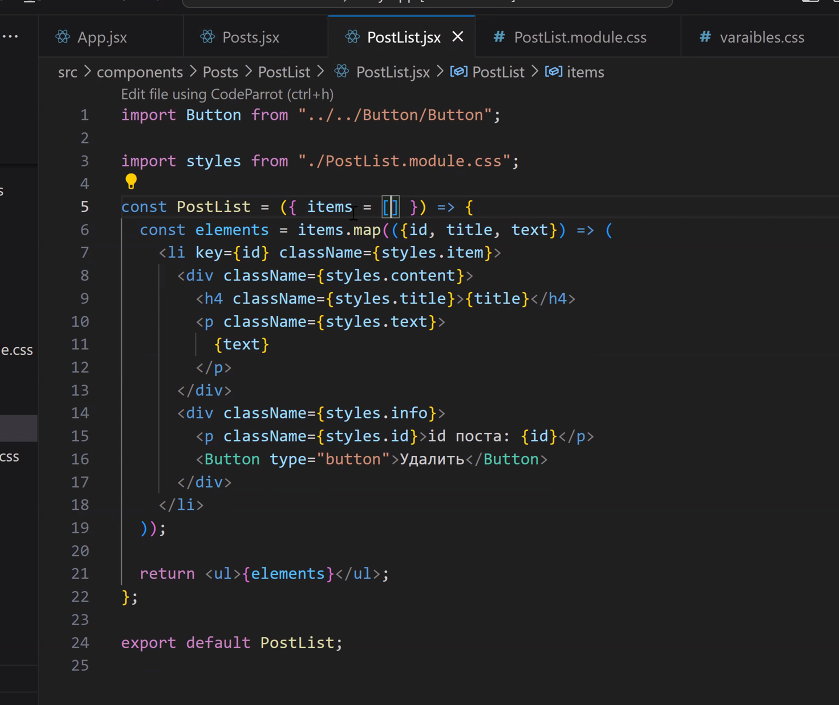 App.jsx Posts.jsx PostList.jsx PostList.module.css varaibles.css
src > components > Posts > PostList > PostList.jsx > PostList > items
Edit file using CodeParrot (ctrl+h)
1 import Button from "../../Button/Button";
2
3 import styles from "./PostList.module.css";
4
5 const PostList = ({ items = [] }) => {
6 const elements = items.map(({id, title, text}) => (
7 <li key={id} className={styles.item}>
8 <div className={styles.content}>
9 <h4 className={styles.title}>{title}</h4>
10 <p className={styles.text}>
11 {text}
12 </p>
13 </div>
14 <div className={styles.info}>
15 <p className={styles.id}>id поста: {id}</p>
16 <Button type="button">Удалить</Button>
17 </div>
18 </li>
19 ));
20
21 return <ul>{elements}</ul>;
22 };
23
24 export default PostList;
25
s
e.css
css